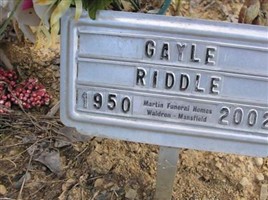 GAYLE
RIDDLE
1950 Martin Funeral Homes 2002
Waldron - Mansfield